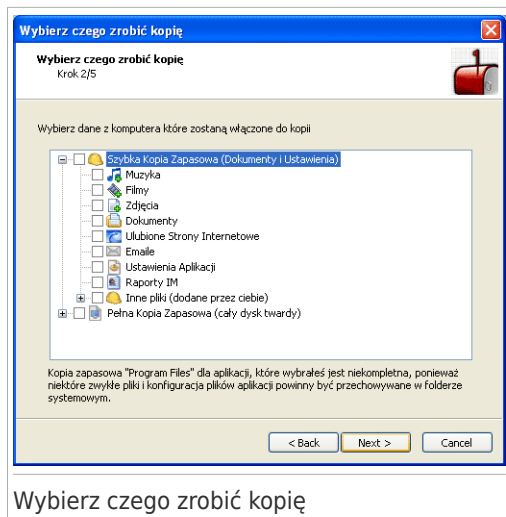 Wybierz czego zrobić kopię
Wybierz czego zrobić kopię
Krok 2/5
Wybierz dane z komputera które zostaną włączone do kopii
Szybka Kopia Zapasowa (Dokumenty i Ustawienia)
Muzyka
Filmy
Zdjęcia
Dokumenty
Ulubione Strony Internetowe
Emaile
Ustawienia Aplikacji
Raporty IM
Inne pliki (dodane przez ciebie)
Pełna Kopia Zapasowa (cały dysk twardy)
Kopia zapasowa "Program Files" dla aplikacji, które wybrałeś jest niekompletna, ponieważ
niektóre zwykłe pliki i konfiguracja plików aplikacji powinny być przechowywane w folderze
systemowym.
< Back Next > Cancel
Wybierz czego zrobić kopię